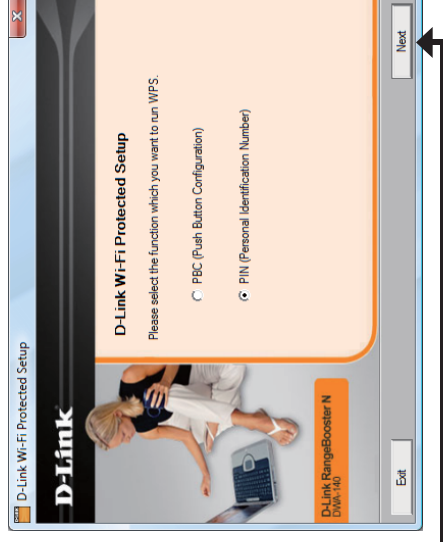 D-Link Wi-Fi Protected Setup
D-Link
D-Link Wi-Fi Protected Setup
Please select the function which you want to run WPS.
PBC (Push Button Configuration)
PIN (Personal Identification Number)
D-Link RangeBooster N
DWA-140
Exit
Next